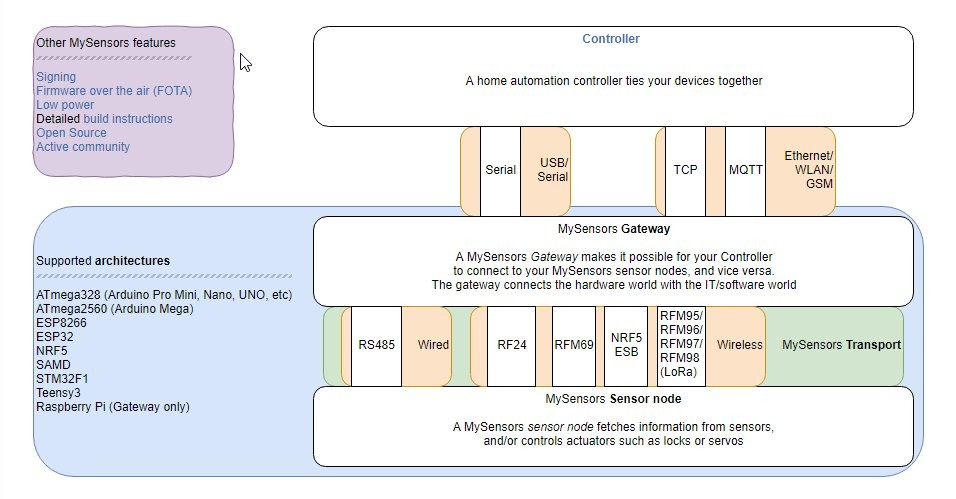 Other MySensors features
Signing
Firmware over the air (FOTA)
Low power
Detailed build instructions
Open Source
Active community
Controller
A home automation controller ties your devices together
Serial
USB/
Serial
TCP
MQTT
Ethernet/
WLAN/
GSM
Supported architectures
ATmega328 (Arduino Pro Mini, Nano, UNO, etc)
ATmega2560 (Arduino Mega)
ESP8266
ESP32
NRF5
SAMD
STM32F1
Teensy3
Raspberry Pi (Gateway only)
MySensors Gateway
A MySensors Gateway makes it possible for your Controller
to connect to your MySensors sensor nodes, and vice versa.
The gateway connects the hardware world with the IT/software world
RS485
Wired
RF24
RFM69
NRF5
ESB
RFM95/
RFM96/
RFM97/
RFM98
(LoRa)
Wireless
MySensors Transport
MySensors Sensor node
A MySensors sensor node fetches information from sensors,
and/or controls actuators such as locks or servos